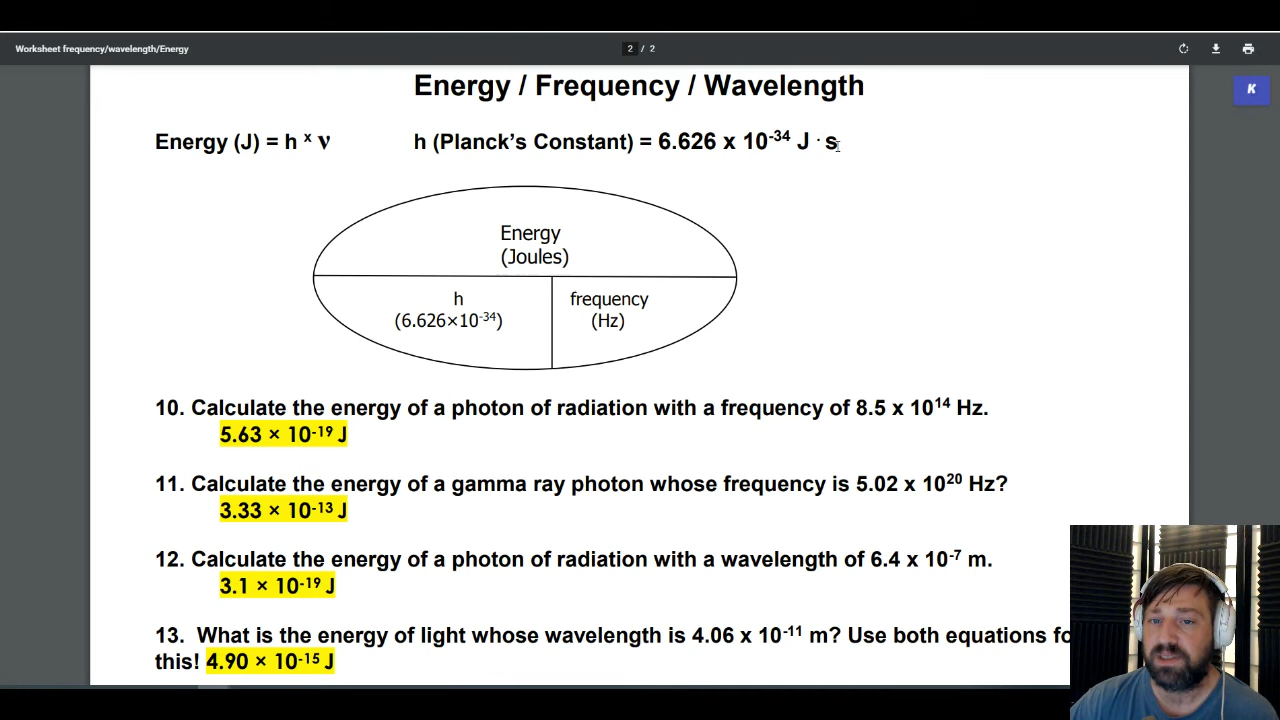 Worksheet frequency/wavelength/Energy
2 / 2
K
Energy / Frequency / Wavelength
Energy (J) = h ˣ ν h (Planck's Constant) = 6.626 x 10⁻³⁴ J · s
Energy
(Joules)
h frequency
(6.626×10⁻³⁴) (Hz)
10. Calculate the energy of a photon of radiation with a frequency of 8.5 x 10¹⁴ Hz.
5.63 × 10⁻¹⁹ J
11. Calculate the energy of a gamma ray photon whose frequency is 5.02 x 10²⁰ Hz?
3.33 × 10⁻¹³ J
12. Calculate the energy of a photon of radiation with a wavelength of 6.4 x 10⁻⁷ m.
3.1 × 10⁻¹⁹ J
13. What is the energy of light whose wavelength is 4.06 x 10⁻¹¹ m? Use both equations fo
this! 4.90 × 10⁻¹⁵ J